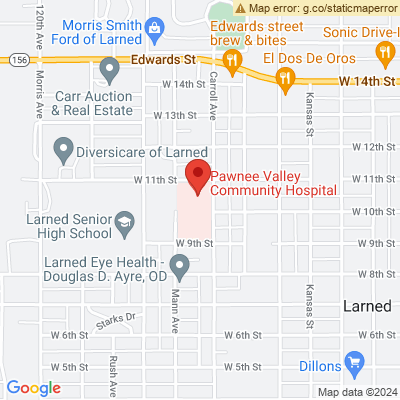 Map error: g.co/staticmaperror
120th Ave
Morris Smith
Ford of Larned
Edwards street
brew & bites
Sonic Drive-I
156
Edwards St
El Dos De Oros
W 14th St
W 14th St
Morris Ave
Carr Auction
& Real Estate
W 13th St
Carroll Ave
Kansas St
W 12th St
Diversicare of Larned
W 11th St
W 11th St
Pawnee Valley
Community Hospital
Larned Senior
High School
W 10th St
W 9th St
W 9th St
Larned Eye Health -
Douglas D. Ayre, OD
W 8th St
Mann Ave
Kansas St
Larned
Starks Dr
W 6th St
W 6th St
Rush Ave
W 5th St
W 5th St
Dillons
Google
Map data ©2024